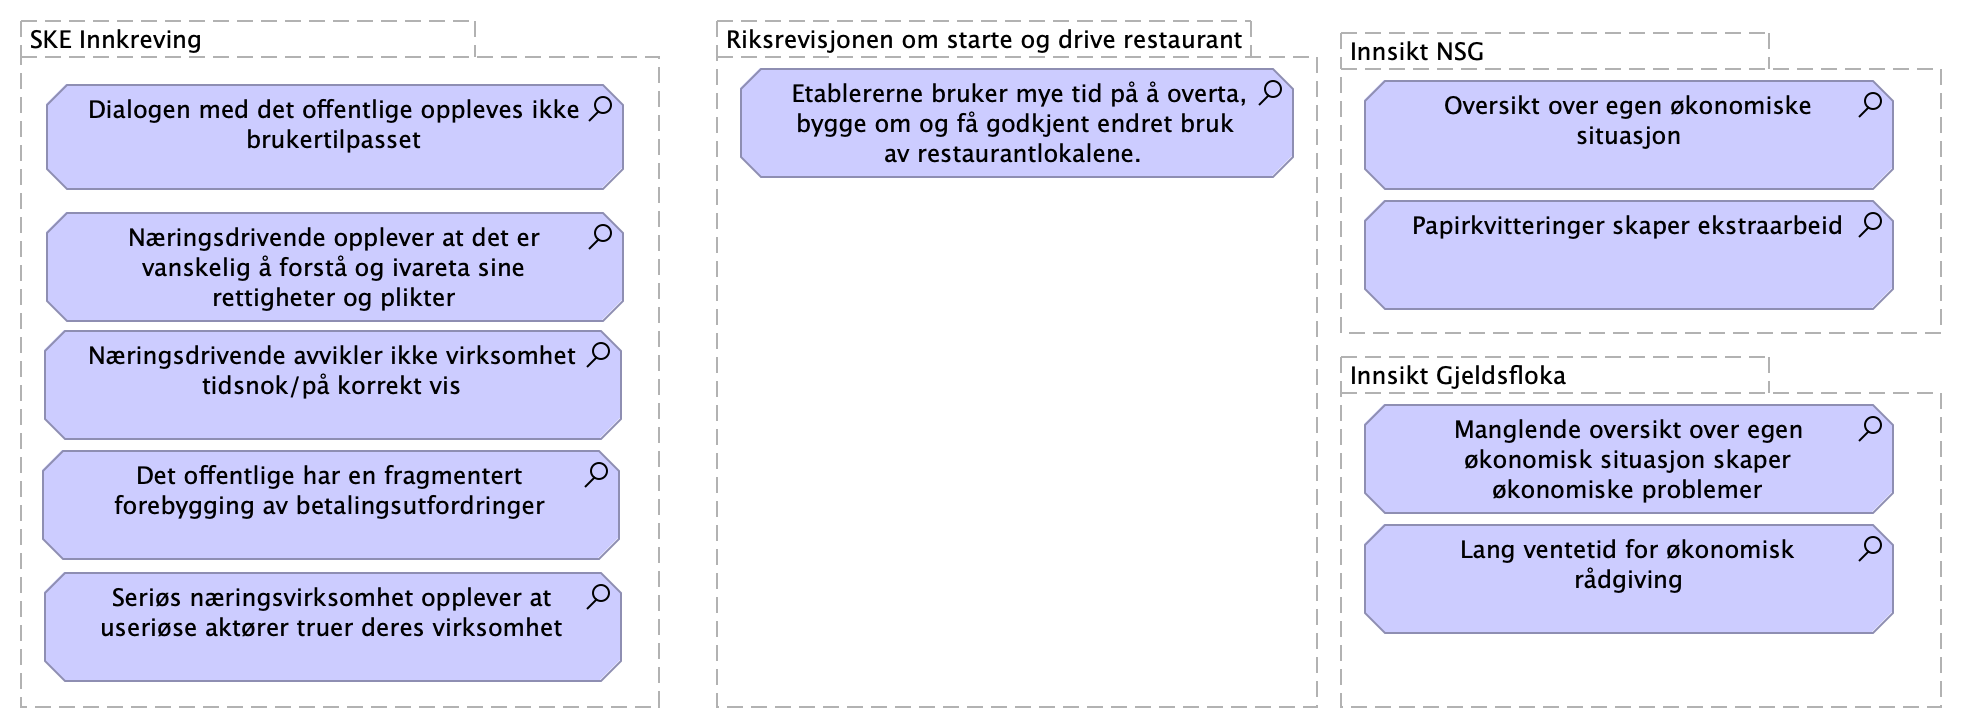 SKE Innkreving
Dialogen med det offentlige oppleves ikke
brukertilpasset
Næringsdrivende opplever at det er
vanskelig å forstå og ivareta sine
rettigheter og plikter
Næringsdrivende avvikler ikke virksomhet
tidsnok/på korrekt vis
Det offentlige har en fragmentert
forebygging av betalingsutfordringer
Seriøs næringsvirksomhet opplever at
useriøse aktører truer deres virksomhet
Riksrevisjonen om starte og drive restaurant
Etablererne bruker mye tid på å overta,
bygge om og få godkjent endret bruk
av restaurantlokalene.
Innsikt NSG
Oversikt over egen økonomiske
situasjon
Papirkvitteringer skaper ekstraarbeid
Innsikt Gjeldsfloka
Manglende oversikt over egen
økonomisk situasjon skaper
økonomiske problemer
Lang ventetid for økonomisk
rådgiving